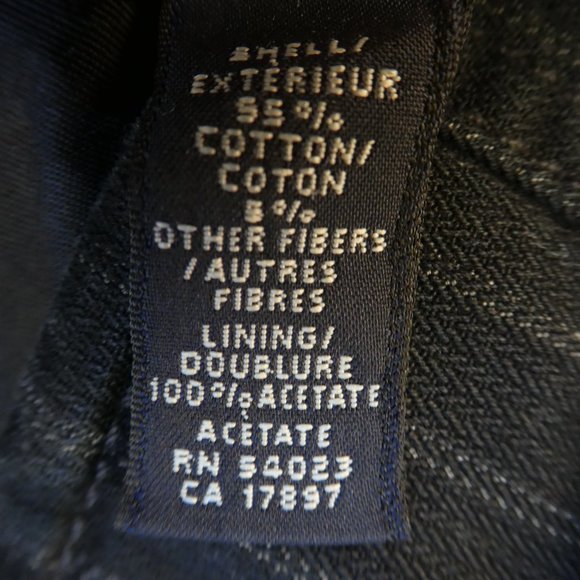 SHELL/
EXTERIEUR
95%
COTTON/
COTON
5%
OTHER FIBERS
/AUTRES
FIBRES
LINING/
DOUBLURE
100% ACETATE
ACETATE
RN 54023
CA 17897